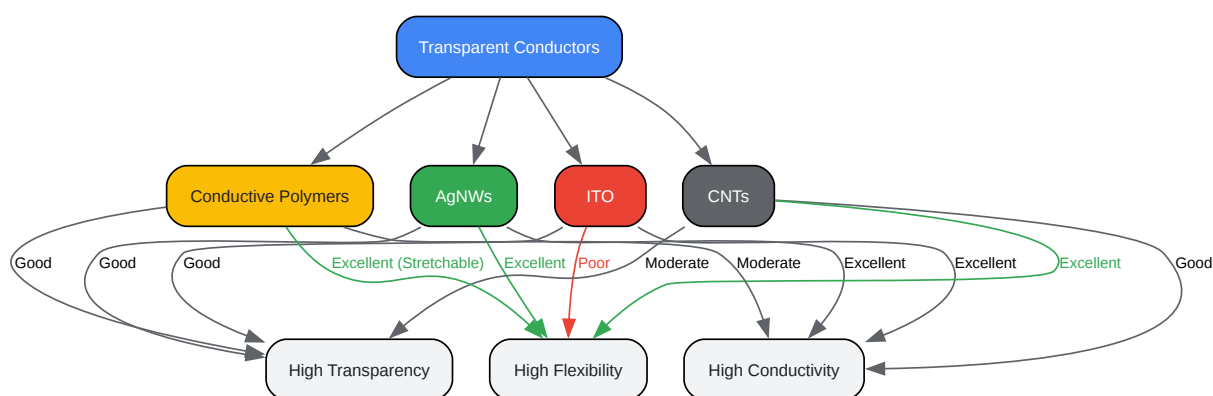 Transparent Conductors
Conductive Polymers
AgNWs
ITO
CNTs
Good
Good
Good
Excellent (Stretchable)
Excellent
Poor
Moderate
Moderate
Excellent
Excellent
Excellent
Good
High Transparency
High Flexibility
High Conductivity